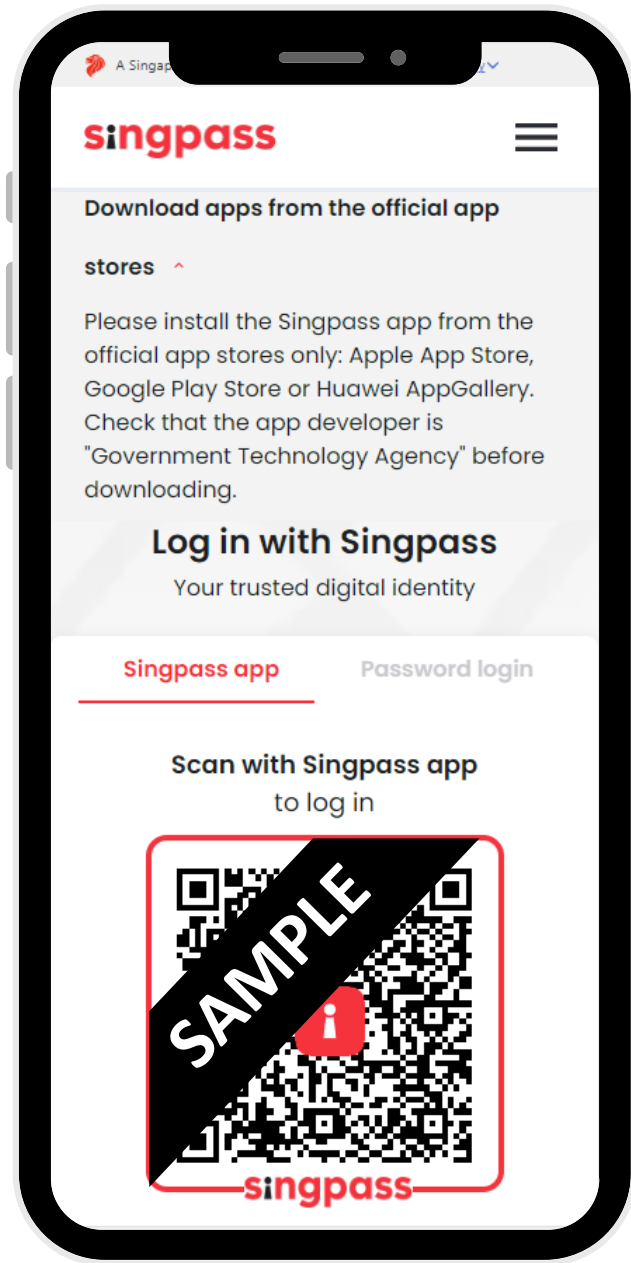 A Singap
singpass
Download apps from the official app
stores
Please install the Singpass app from the
official app stores only: Apple App Store,
Google Play Store or Huawei AppGallery.
Check that the app developer is
"Government Technology Agency" before
downloading.
Log in with Singpass
Your trusted digital identity
Singpass app
Password login
Scan with Singpass app
to log in
SAMPLE
singpass